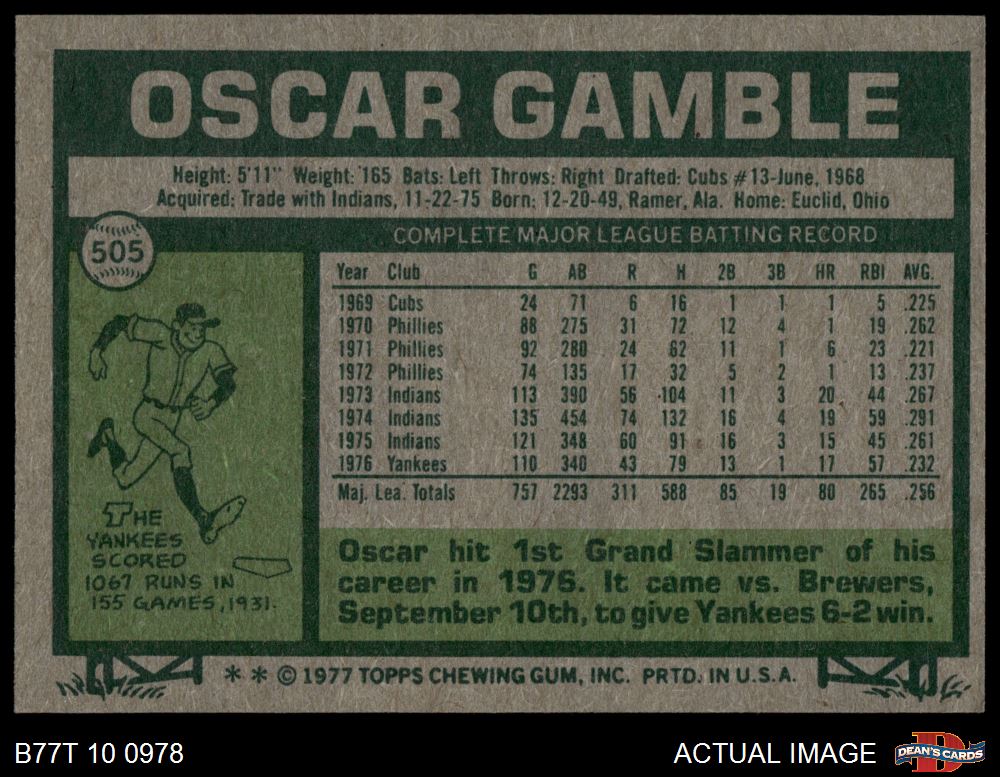 OSCAR GAMBLE
Height: 5'11" Weight: 165 Bats: Left Throws: Right Drafted: Cubs #13-June, 1968
Acquired: Trade with Indians, 11-22-75 Born: 12-20-49, Ramer, Ala. Home: Euclid, Ohio
505
COMPLETE MAJOR LEAGUE BATTING RECORD
Year Club G AB R H 2B 3B HR RBI AVG.
1969 Cubs 24 71 6 16 1 1 1 5 .225
1970 Phillies 88 275 31 72 12 4 1 19 .262
1971 Phillies 92 280 24 62 11 1 6 23 .221
1972 Phillies 74 135 17 32 5 2 1 13 .237
1973 Indians 113 390 56 104 11 3 20 44 .267
1974 Indians 135 454 74 132 16 4 19 59 .291
1975 Indians 121 348 60 91 16 3 15 45 .261
1976 Yankees 110 340 43 79 13 1 17 57 .232
Maj. Lea. Totals 757 2293 311 588 85 19 80 265 .256
THE
YANKEES
SCORED
1067 RUNS IN
155 GAMES, 1931.
Oscar hit 1st Grand Slammer of his
career in 1976. It came vs. Brewers,
September 10th, to give Yankees 6-2 win.
* * © 1977 TOPPS CHEWING GUM, INC. PRTD. IN U.S.A.
B77T 10 0978
ACTUAL IMAGE
D
DEAN'S CARDS